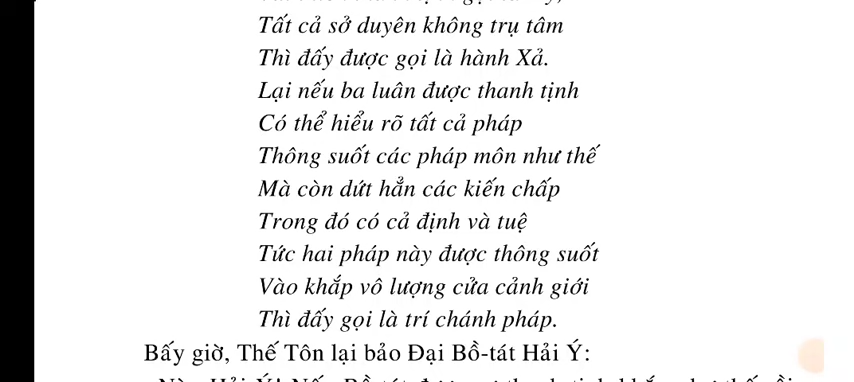 Tất cả sở duyên không trụ tâm
Thì đấy được gọi là hành Xả.
Lại nếu ba luân được thanh tịnh
Có thể hiểu rõ tất cả pháp
Thông suốt các pháp môn như thế
Mà còn dứt hẳn các kiến chấp
Trong đó có cả định và tuệ
Tức hai pháp này được thông suốt
Vào khắp vô lượng cửa cảnh giới
Thì đấy gọi là trí chánh pháp.
Bấy giờ, Thế Tôn lại bảo Đại Bồ-tát Hải Ý: